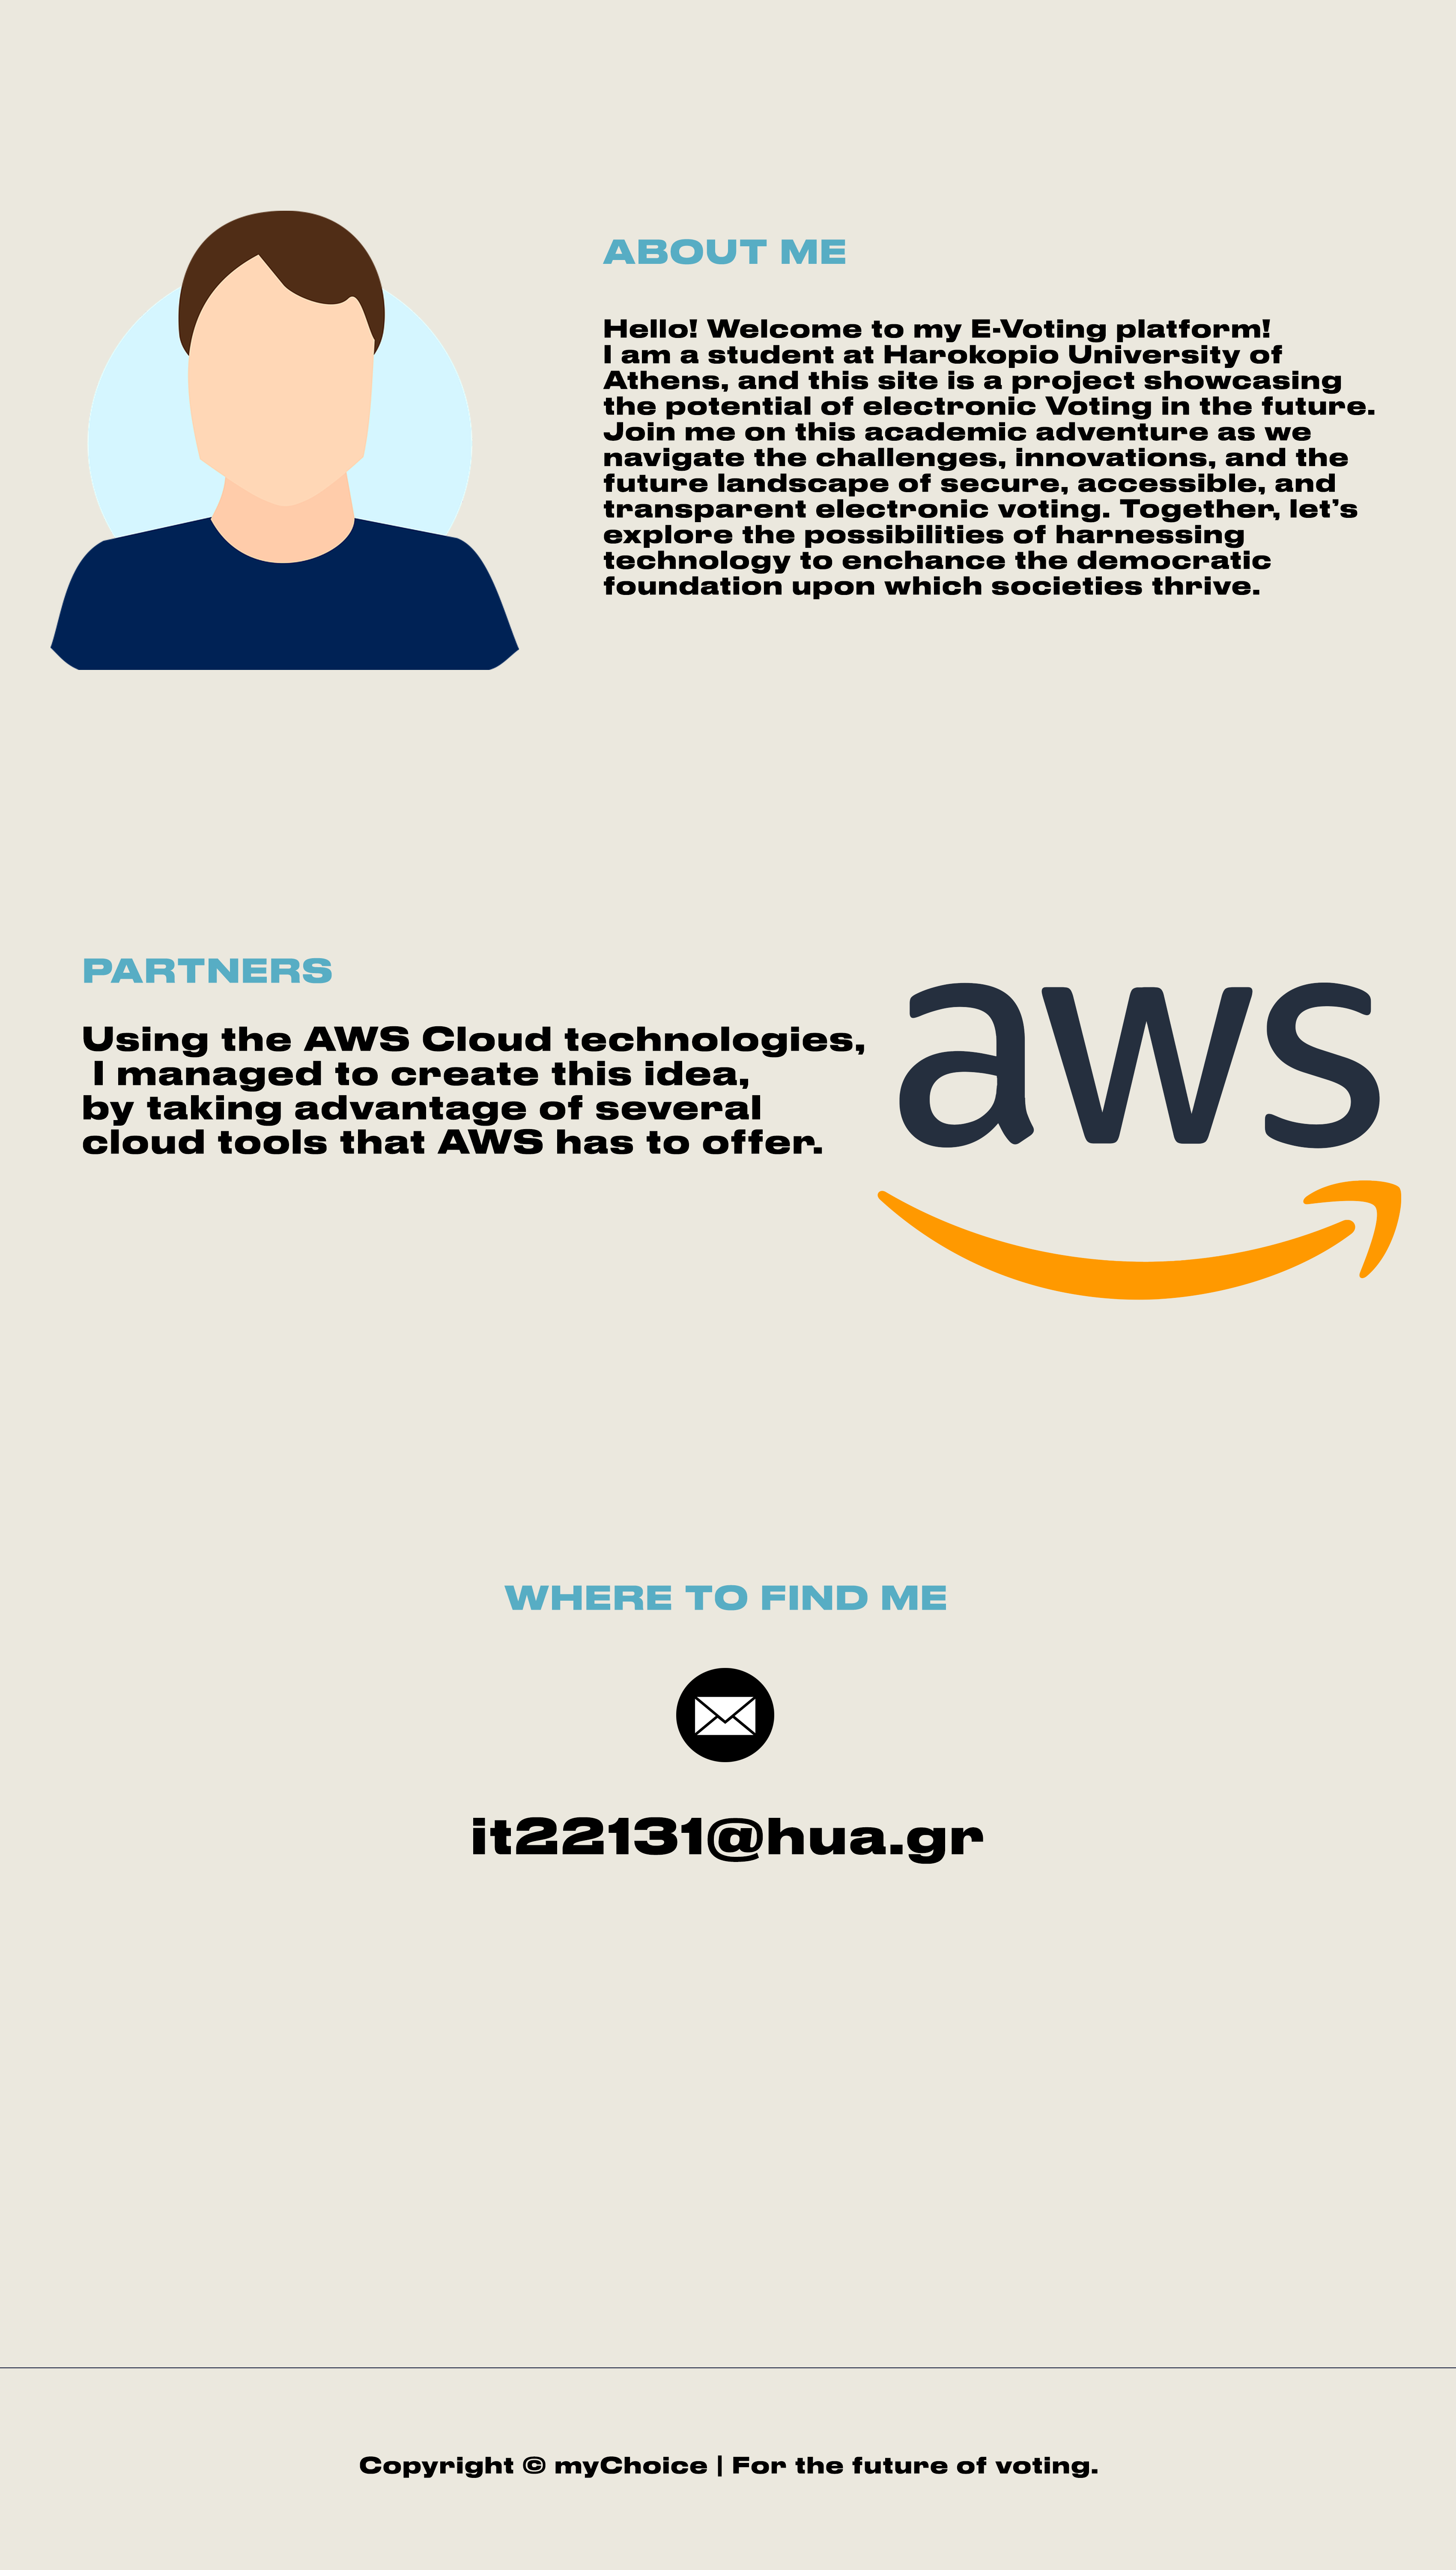 ABOUT ME
Hello! Welcome to my E-Voting platform!
I am a student at Harokopio University of
Athens, and this site is a project showcasing
the potential of electronic Voting in the future.
Join me on this academic adventure as we
navigate the challenges, innovations, and the
future landscape of secure, accessible, and
transparent electronic voting. Together, let’s
explore the possibilities of harnessing
technology to enchance the democratic
foundation upon which societies thrive.
PARTNERS
Using the AWS Cloud technologies,
I managed to create this idea,
by taking advantage of several
cloud tools that AWS has to offer.
aws
WHERE TO FIND ME
it22131@hua.gr
Copyright © myChoice | For the future of voting.